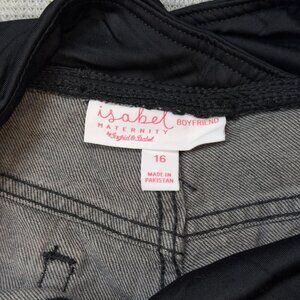 isabel BOYFRIEND
MATERNITY
by Ingrid & Isabel
16
MADE IN
PAKISTAN